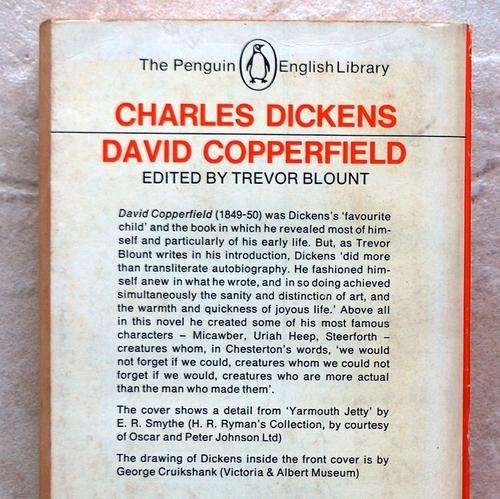 The Penguin English Library
CHARLES DICKENS
DAVID COPPERFIELD
EDITED BY TREVOR BLOUNT
David Copperfield (1849-50) was Dickens's 'favourite
child' and the book in which he revealed most of him-
self and particularly of his early life. But, as Trevor
Blount writes in his introduction, Dickens 'did more
than transliterate autobiography. He fashioned him-
self anew in what he wrote, and in so doing achieved
simultaneously the sanity and distinction of art, and
the warmth and quickness of joyous life.' Above all
in this novel he created some of his most famous
characters – Micawber, Uriah Heep, Steerforth –
creatures whom, in Chesterton's words, 'we would
not forget if we could, creatures whom we could not
forget if we would, creatures who are more actual
than the man who made them'.
The cover shows a detail from 'Yarmouth Jetty' by
E. R. Smythe (H. R. Ryman's Collection, by courtesy
of Oscar and Peter Johnson Ltd)
The drawing of Dickens inside the front cover is by
George Cruikshank (Victoria & Albert Museum)